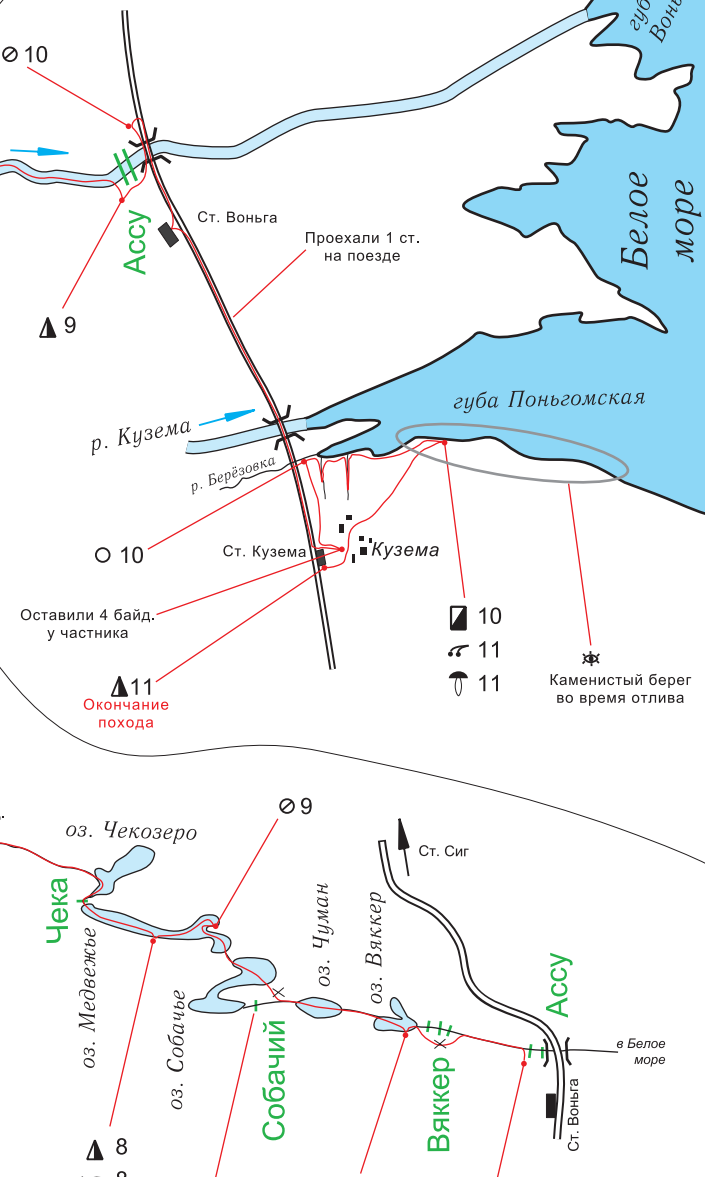 губа
Воньг
10
Ст. Воньга
Ассу
Белое
море
Проехали 1 ст.
на поезде
9
губа Поньгомская
р. Кузема
р. Берёзовка
10
Ст. Кузема
Кузема
Оставили 4 байд.
у частника
10
11
11
Каменистый берег
во время отлива
11
Окончание
похода
9
оз. Чекозеро
Ст. Сиг
Чека
оз. Медвежье
оз. Собачье
оз. Чуман
оз. Вяккер
Ассу
Собачий
Вяккер
в Белое
море
Ст. Воньга
8
8